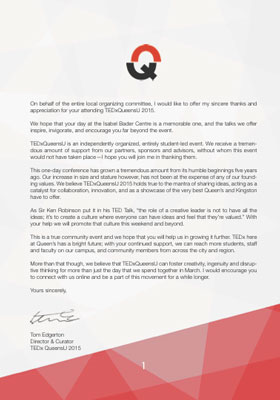 On behalf of the entire local organizing committee, I would like to offer my sincere thanks and
appreciation for your attending TEDxQueensU 2015.
We hope that your day at the Isabel Bader Centre is a memorable one, and the talks we offer
inspire, invigorate, and encourage you far beyond the event.
TEDxQueensU is an independently organized, entirely student-led event. We receive a tremen-
dous amount of support from our partners, sponsors and advisors, without whom this event
would not have taken place – I hope you will join me in thanking them.
This one-day conference has grown a tremendous amount from its humble beginnings five years
ago. Our increase in size and stature however, has not been at the expense of any of our found-
ing values. We believe TEDxQueensU 2015 holds true to the mantra of sharing ideas, acting as a
catalyst for collaboration, innovation, and as a showcase of the very best Queen's and Kingston
have to offer.
As Sir Ken Robinson put it in his TED Talk, "the role of a creative leader is not to have all the
ideas; it's to create a culture where everyone can have ideas and feel that they're valued." With
your help we will promote that culture this weekend and beyond.
This is a true community event and we hope that you will help us in growing it further. TEDx here
at Queen's has a bright future; with your continued support, we can reach more students, staff
and faculty on our campus, and community members from across the city and region.
More than that though, we believe that TEDxQueensU can foster creativity, ingenuity and disrup-
tive thinking for more than just the day that we spend together in March. I would encourage you
to connect with us online and be a part of this movement for a while longer.
Yours sincerely,
Tom Edgerton
Director & Curator
TEDx QueensU 2015
1